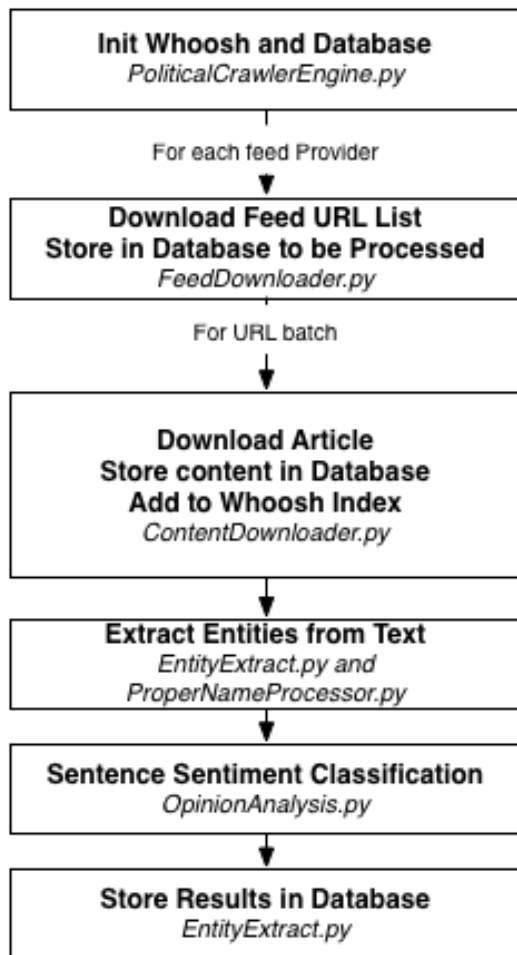 Init Whoosh and Database
PoliticalCrawlerEngine.py
For each feed Provider
Download Feed URL List
Store in Database to be Processed
FeedDownloader.py
For URL batch
Download Article
Store content in Database
Add to Whoosh Index
ContentDownloader.py
Extract Entities from Text
EntityExtract.py and
ProperNameProcessor.py
Sentence Sentiment Classification
OpinionAnalysis.py
Store Results in Database
EntityExtract.py